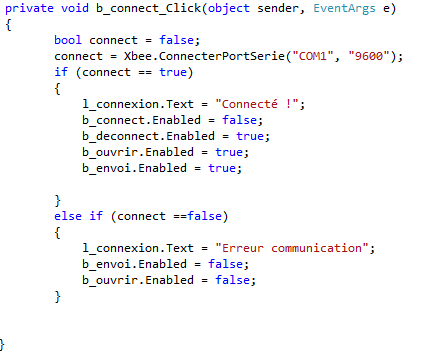 private void b_connect_Click(object sender, EventArgs e)
{
bool connect = false;
connect = Xbee.ConnecterPortSerie("COM1", "9600");
if (connect == true)
{
l_connexion.Text = "Connecté !";
b_connect.Enabled = false;
b_deconnect.Enabled = true;
b_ouvrir.Enabled = true;
b_envoi.Enabled = true;
}
else if (connect ==false)
{
l_connexion.Text = "Erreur communication";
b_envoi.Enabled = false;
b_ouvrir.Enabled = false;
}
}